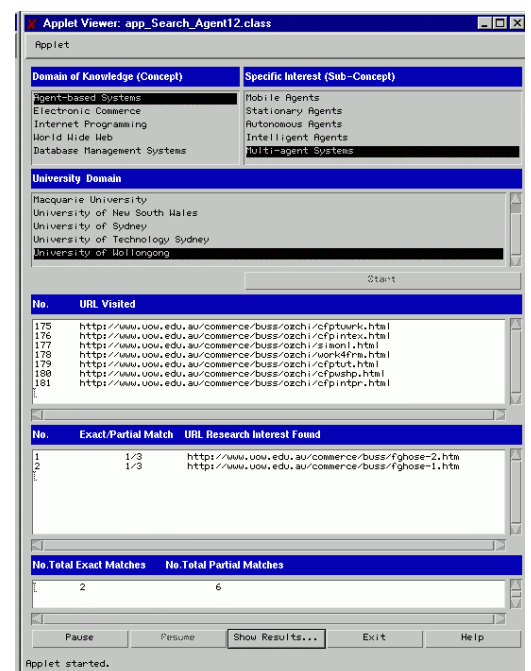 Applet Viewer: app_Search_Agent12.class
Applet
Domain of Knowledge (Concept)
Specific Interest (Sub-Concept)
Agent-based Systems
Electronic Commerce
Internet Programming
World Wide Web
Database Management Systems
Mobile Agents
Stationary Agents
Autonomous Agents
Intelligent Agents
Multi-agent Systems
University Domain
Macquarie University
University of New South Wales
University of Sydney
University of Technology Sydney
University of Wollongong
Start
No. URL Visited
175 http://www.uow.edu.au/commerce/buss/ozchi/cfptuwrk.html
176 http://www.uow.edu.au/commerce/buss/ozchi/cfpintex.html
177 http://www.uow.edu.au/commerce/buss/ozchi/simonl.html
178 http://www.uow.edu.au/commerce/buss/ozchi/work4frm.html
179 http://www.uow.edu.au/commerce/buss/ozchi/cfptut.html
180 http://www.uow.edu.au/commerce/buss/ozchi/cfpwshp.html
181 http://www.uow.edu.au/commerce/buss/ozchi/cfpintpr.html
No. Exact/Partial Match URL Research Interest Found
1 1/3 http://www.uow.edu.au/commerce/buss/fghose-2.htm
2 1/3 http://www.uow.edu.au/commerce/buss/fghose-1.htm
No.Total Exact Matches No.Total Partial Matches
2 6
Pause Resume Show Results... Exit Help
Applet started.